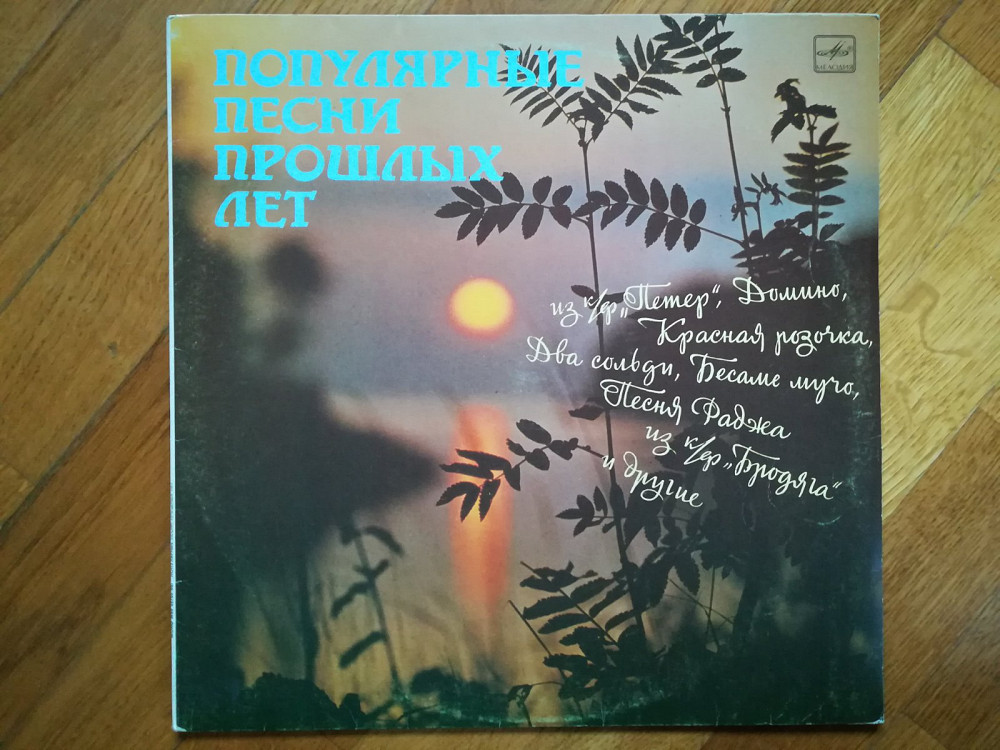 ПОПУЛЯРНЫЕ
ПЕСНИ
ПРОШЛЫХ
ЛЕТ
МЕЛОДИЯ
из к/ф „Петер“, Домино,
Красная розочка,
Два сольди, Бесаме мучо,
Песня Раджа
из к/ф „Бродяга“
и другие